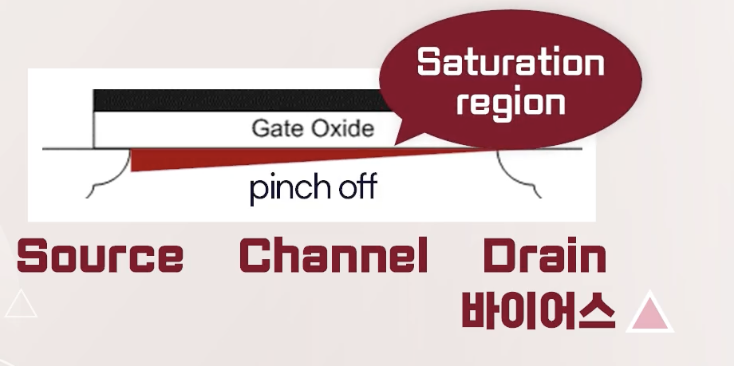 Saturation
region
Gate Oxide
pinch off
Source Channel Drain
바이어스